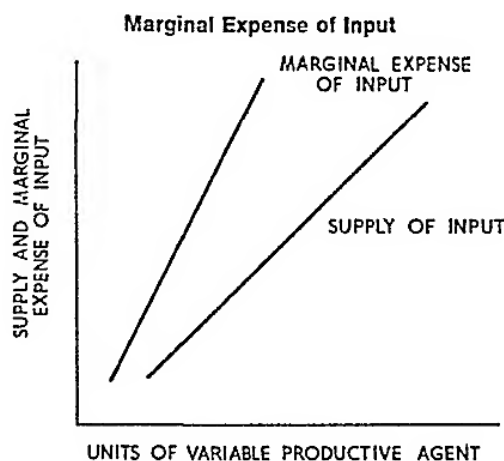 Marginal Expense of Input
MARGINAL EXPENSE
OF INPUT
SUPPLY AND MARGINAL
EXPENSE OF INPUT
SUPPLY OF INPUT
UNITS OF VARIABLE PRODUCTIVE AGENT